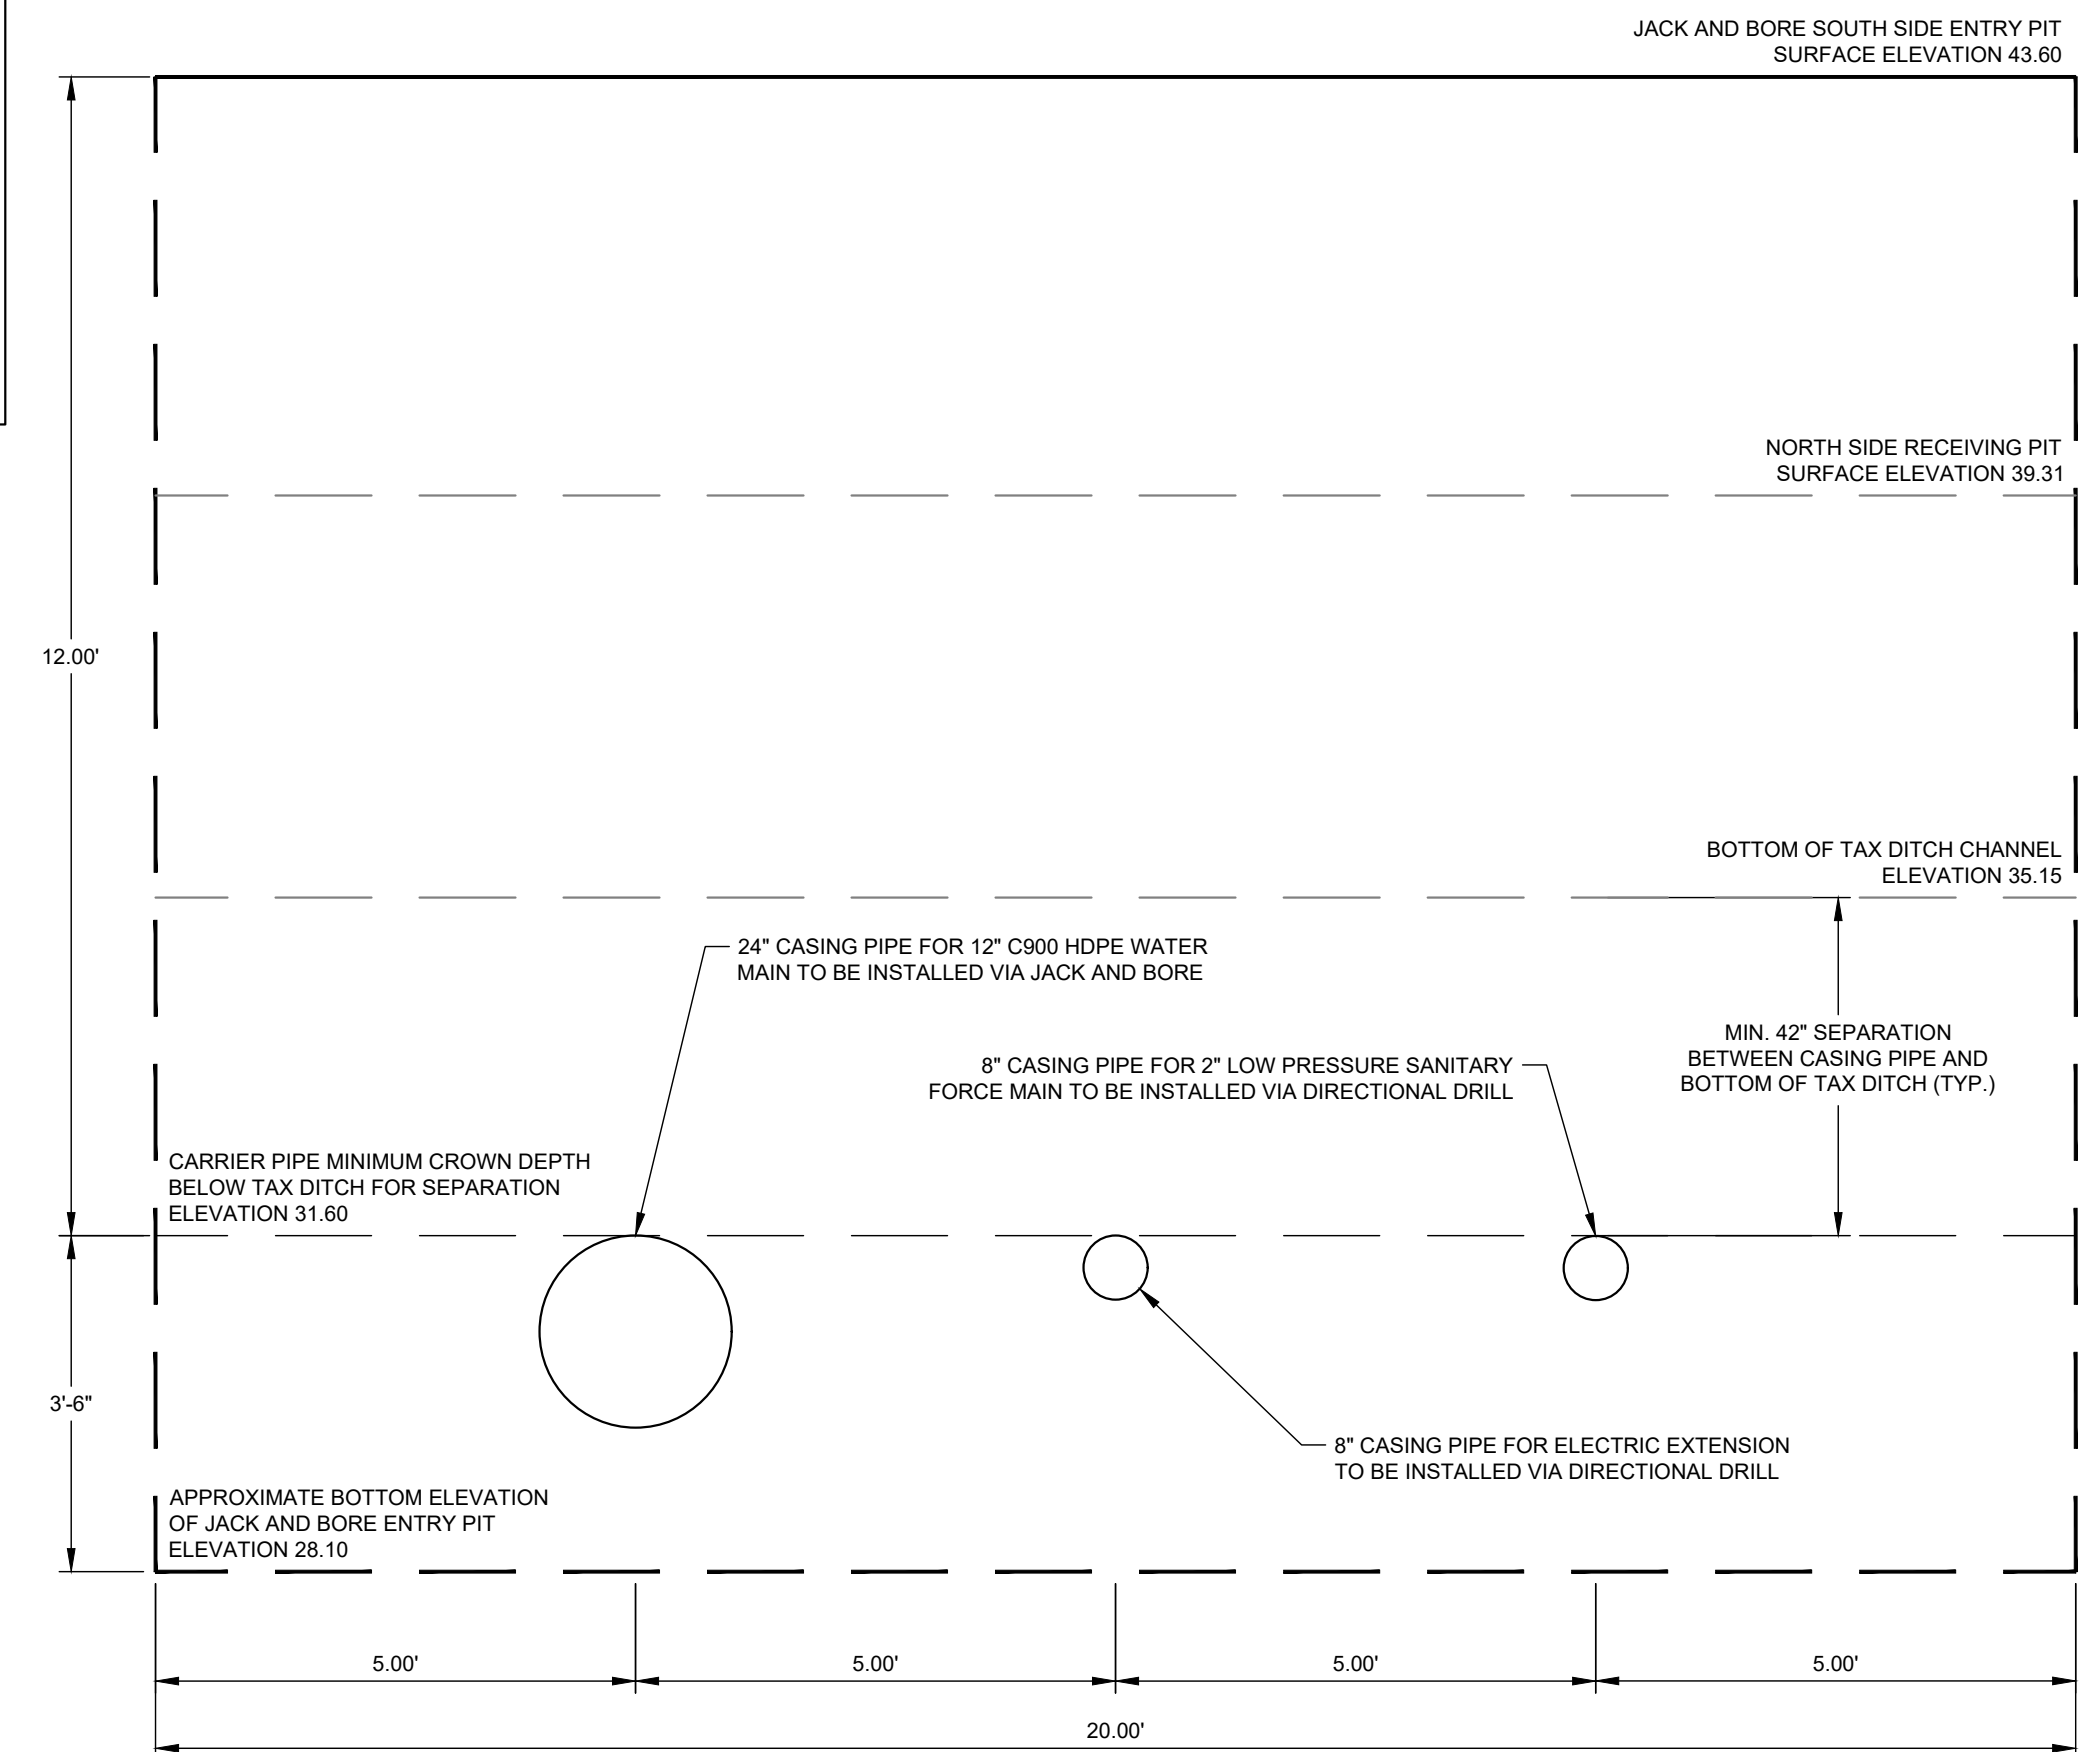 JACK AND BORE SOUTH SIDE ENTRY PIT
SURFACE ELEVATION 43.60
NORTH SIDE RECEIVING PIT
SURFACE ELEVATION 39.31
12.00'
BOTTOM OF TAX DITCH CHANNEL
ELEVATION 35.15
24" CASING PIPE FOR 12" C900 HDPE WATER
MAIN TO BE INSTALLED VIA JACK AND BORE
MIN. 42" SEPARATION
BETWEEN CASING PIPE AND
BOTTOM OF TAX DITCH (TYP.)
8" CASING PIPE FOR 2" LOW PRESSURE SANITARY
FORCE MAIN TO BE INSTALLED VIA DIRECTIONAL DRILL
CARRIER PIPE MINIMUM CROWN DEPTH
BELOW TAX DITCH FOR SEPARATION
ELEVATION 31.60
3'-6"
8" CASING PIPE FOR ELECTRIC EXTENSION
TO BE INSTALLED VIA DIRECTIONAL DRILL
APPROXIMATE BOTTOM ELEVATION
OF JACK AND BORE ENTRY PIT
ELEVATION 28.10
5.00'
5.00'
5.00'
5.00'
20.00'